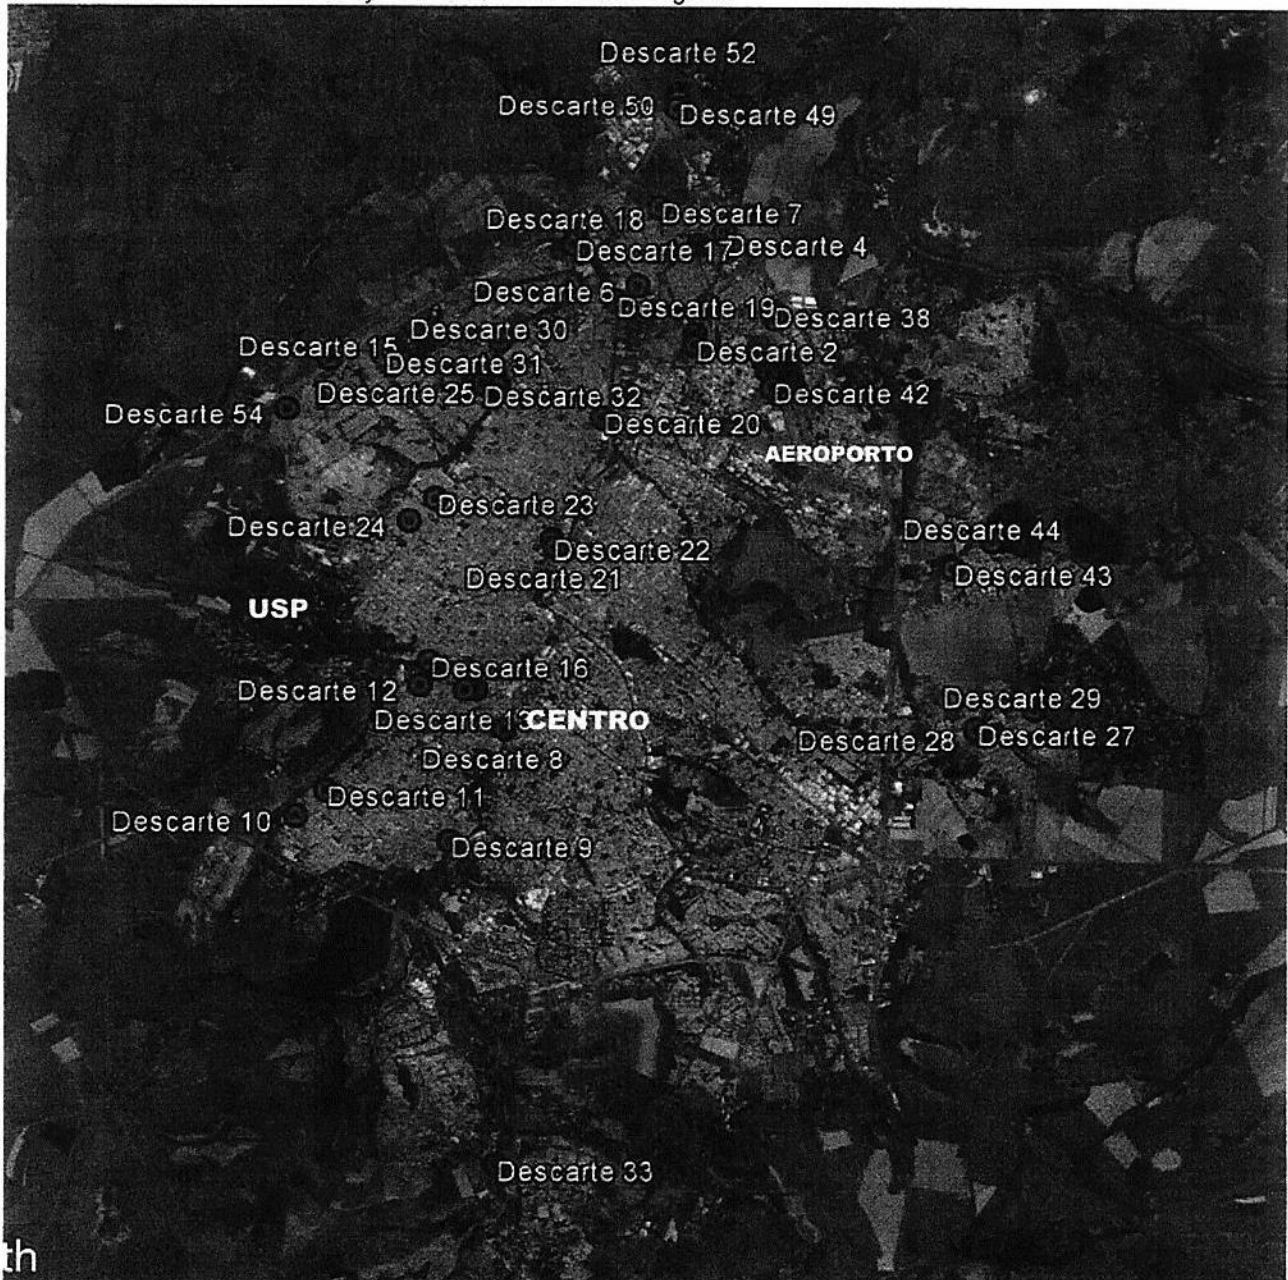 Descarte 52
Descarte 50
Descarte 49
Descarte 18
Descarte 7
Descarte 17
Descarte 4
Descarte 6
Descarte 19
Descarte 38
Descarte 30
Descarte 15
Descarte 31
Descarte 2
Descarte 25
Descarte 32
Descarte 42
Descarte 54
Descarte 20
AEROPORTO
Descarte 23
Descarte 24
Descarte 44
Descarte 22
Descarte 21
Descarte 43
USP
Descarte 16
Descarte 12
Descarte 29
Descarte 13
CENTRO
Descarte 28
Descarte 27
Descarte 8
Descarte 11
Descarte 10
Descarte 9
Descarte 33
th